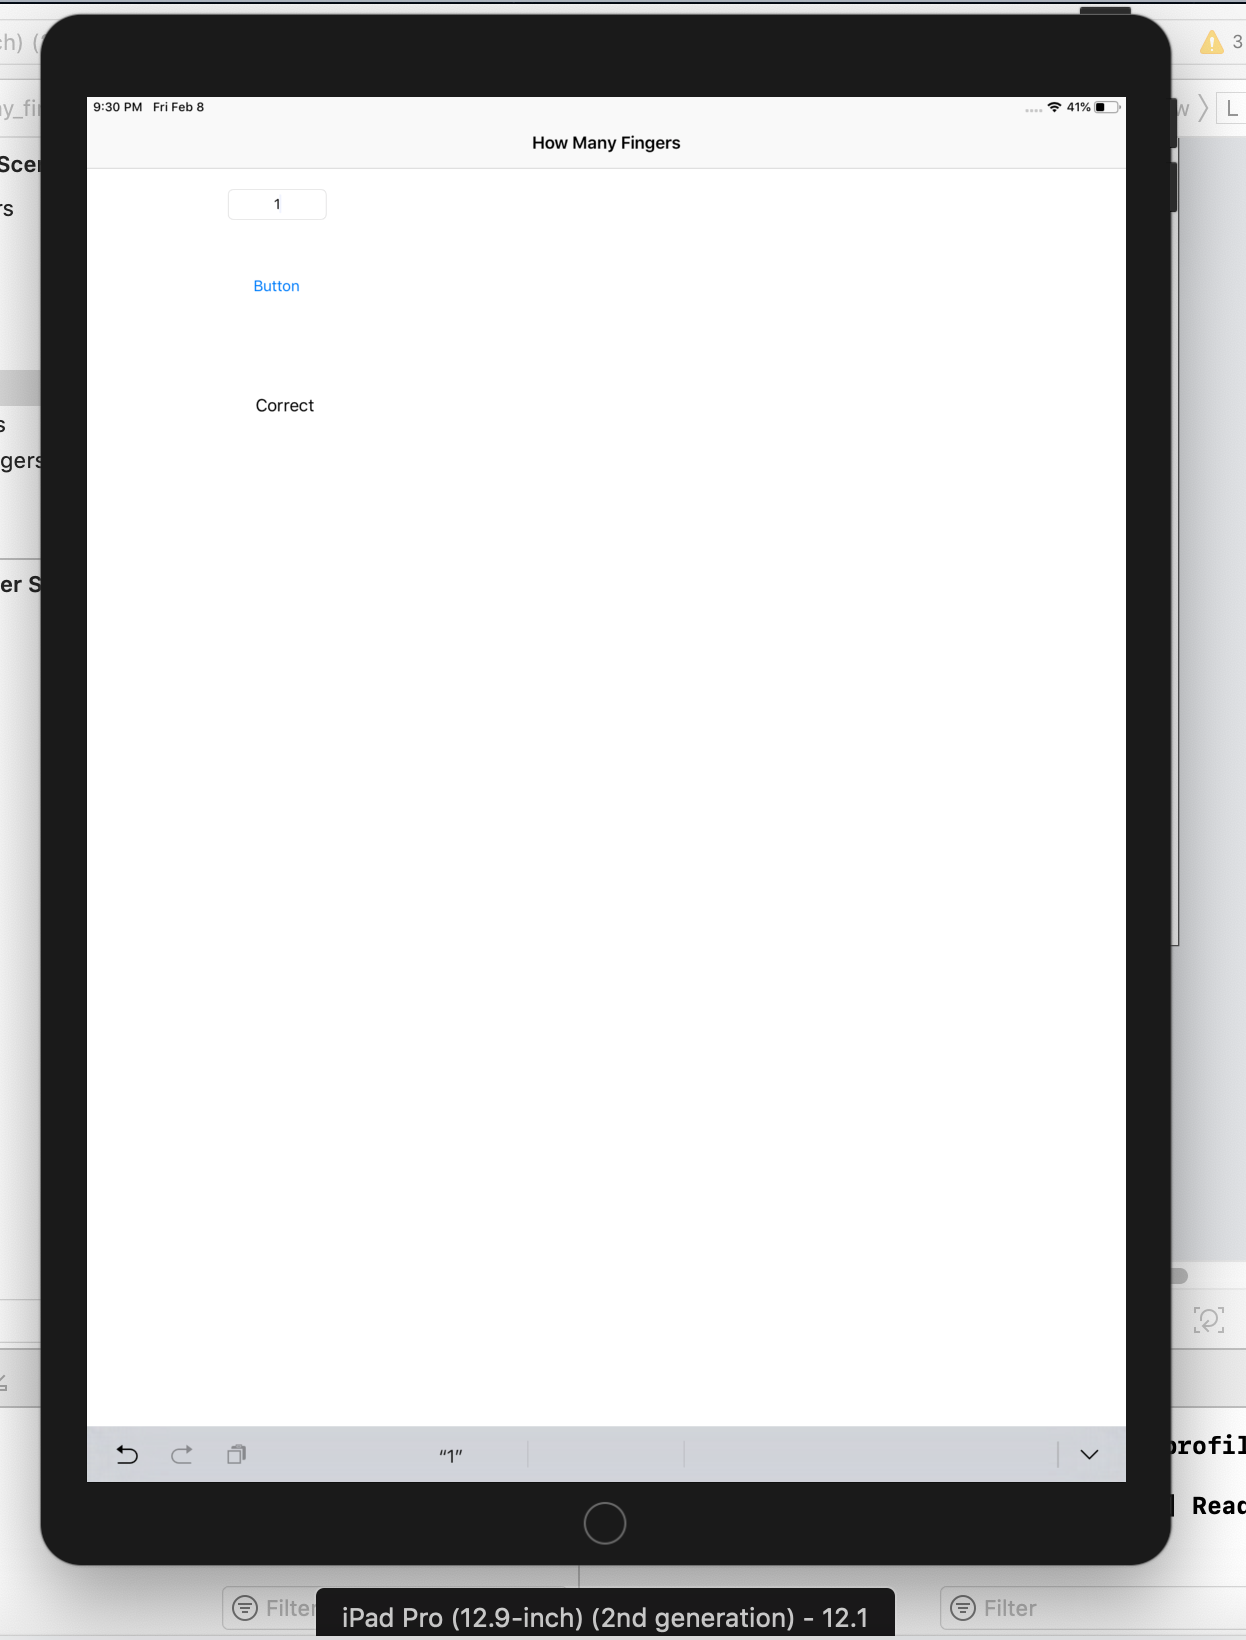 9:30 PM Fri Feb 8
41%
How Many Fingers
1
Button
Correct
"1"
iPad Pro (12.9-inch) (2nd generation) - 12.1
ch) (
3
y_fi
Scen
rs
s
gers
er S
w
L
profil
Read
Filter
Filter